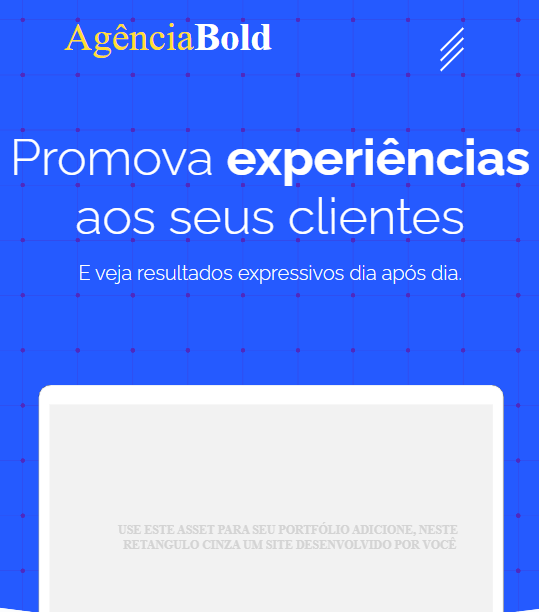 AgênciaBold
Promova experiências
aos seus clientes
E veja resultados expressivos dia após dia.
USE ESTE ASSET PARA SEU PORTFÓLIO ADICIONE, NESTE
RETANGULO CINZA UM SITE DESENVOLVIDO POR VOCÊ